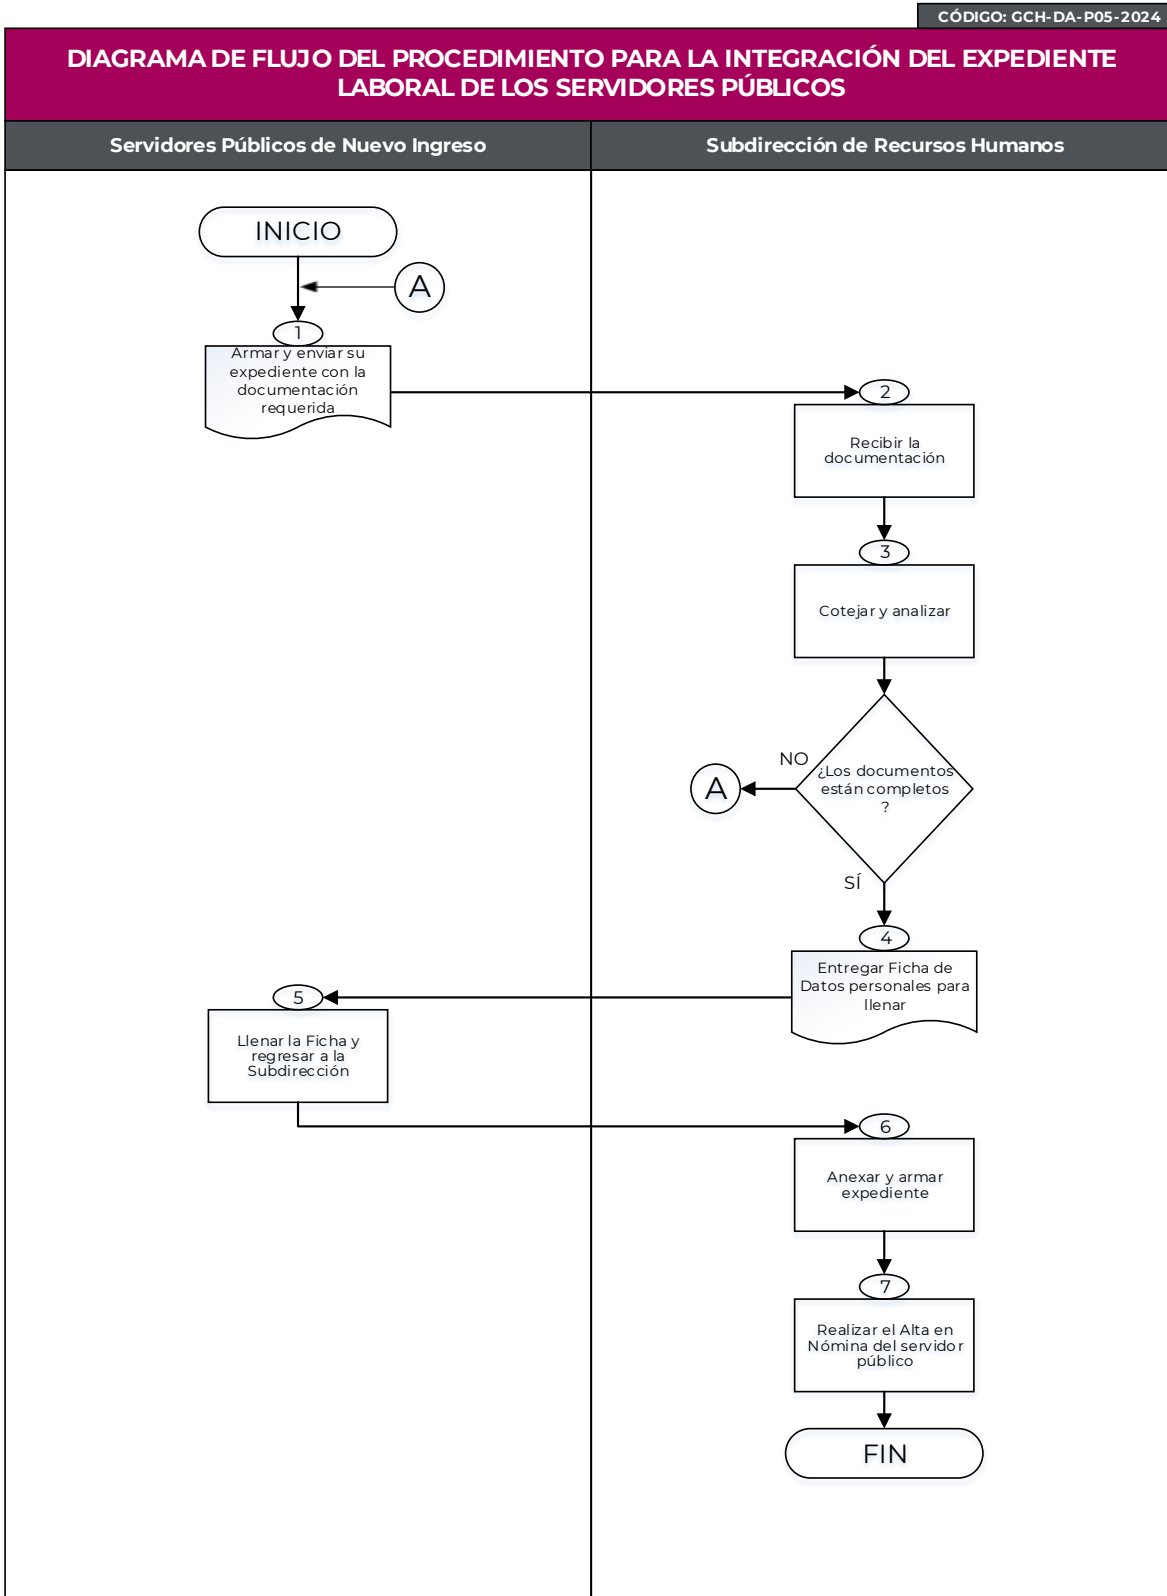 CÓDIGO: GCH-DA-P05-2024
DIAGRAMA DE FLUJO DEL PROCEDIMIENTO PARA LA INTEGRACIÓN DEL EXPEDIENTE
LABORAL DE LOS SERVIDORES PÚBLICOS
Servidores Públicos de Nuevo Ingreso
Subdirección de Recursos Humanos
INICIO
A
1
Armar y enviar su
expediente con la
documentación
requerida
2
Recibir la
documentación
3
Cotejar y analizar
NO
¿Los documentos
están completos
?
A
SÍ
4
Entregar Ficha de
Datos personales para
llenar
5
Llenar la Ficha y
regresar a la
Subdirección
6
Anexar y armar
expediente
7
Realizar el Alta en
Nómina del servidor
público
FIN